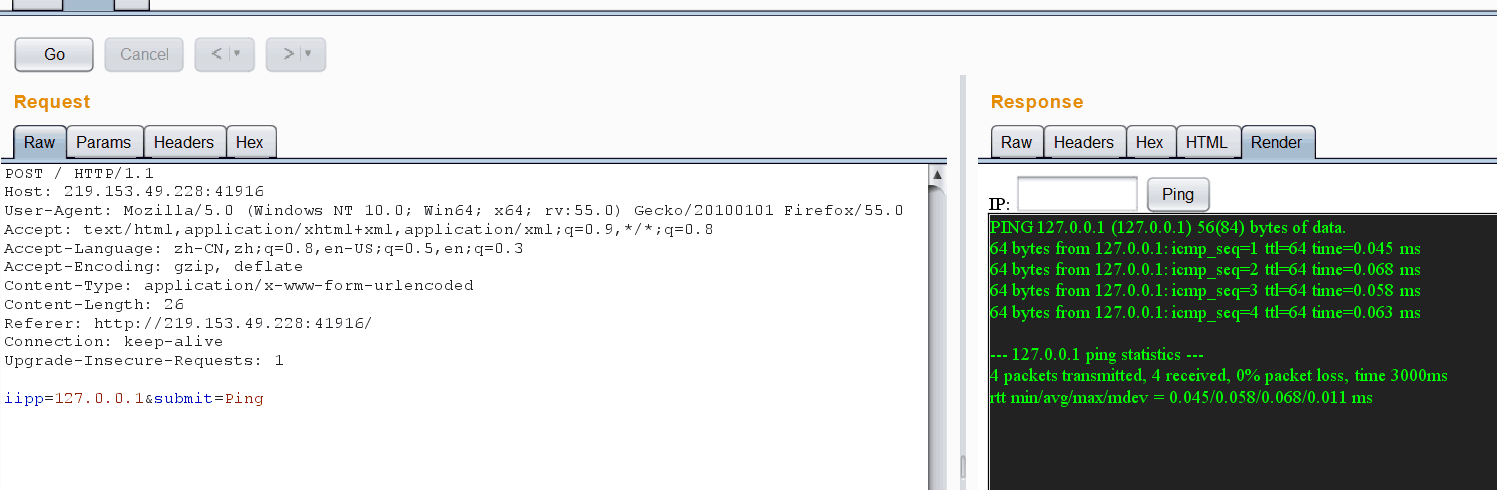 Go Cancel < >
Request
Raw Params Headers Hex
POST / HTTP/1.1
Host: 219.153.49.228:41916
User-Agent: Mozilla/5.0 (Windows NT 10.0; Win64; x64; rv:55.0) Gecko/20100101 Firefox/55.0
Accept: text/html,application/xhtml+xml,application/xml;q=0.9,*/*;q=0.8
Accept-Language: zh-CN,zh;q=0.8,en-US;q=0.5,en;q=0.3
Accept-Encoding: gzip, deflate
Content-Type: application/x-www-form-urlencoded
Content-Length: 26
Referer: http://219.153.49.228:41916/
Connection: keep-alive
Upgrade-Insecure-Requests: 1
iipp=127.0.0.1&submit=Ping
Response
Raw Headers Hex HTML Render
IP: Ping
PING 127.0.0.1 (127.0.0.1) 56(84) bytes of data.
64 bytes from 127.0.0.1: icmp_seq=1 ttl=64 time=0.045 ms
64 bytes from 127.0.0.1: icmp_seq=2 ttl=64 time=0.068 ms
64 bytes from 127.0.0.1: icmp_seq=3 ttl=64 time=0.058 ms
64 bytes from 127.0.0.1: icmp_seq=4 ttl=64 time=0.063 ms
--- 127.0.0.1 ping statistics ---
4 packets transmitted, 4 received, 0% packet loss, time 3000ms
rtt min/avg/max/mdev = 0.045/0.058/0.068/0.011 ms